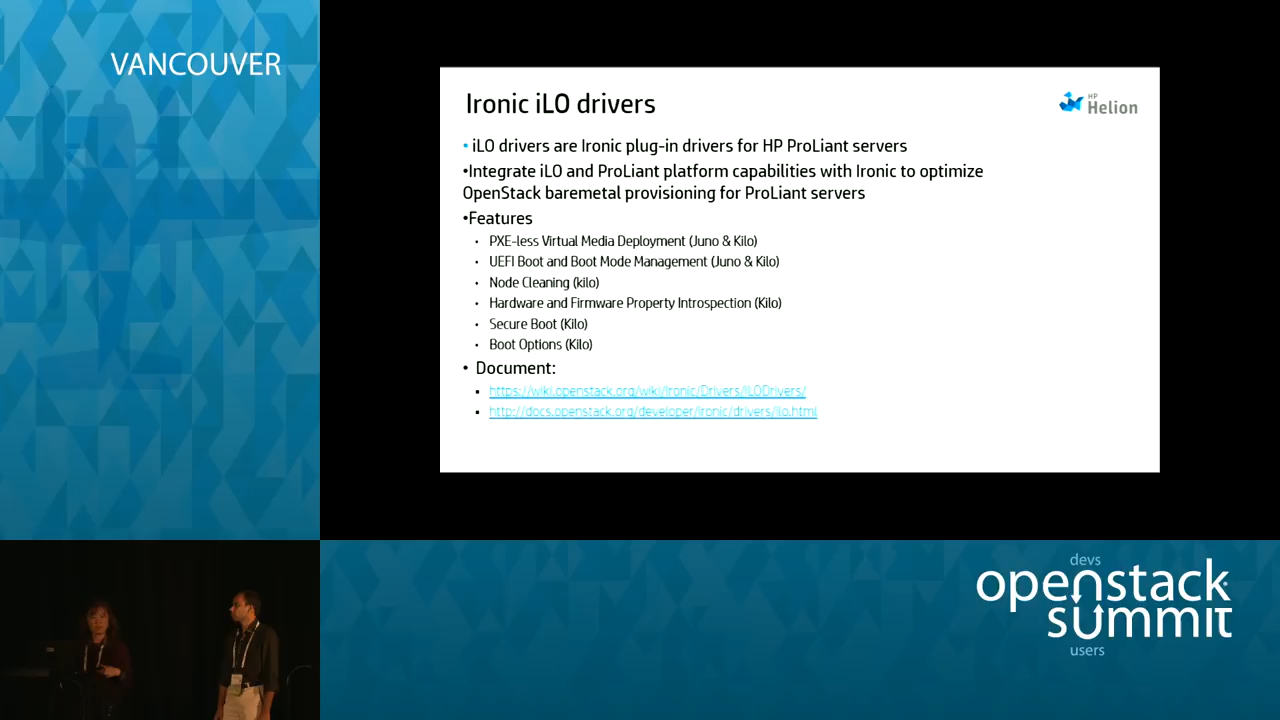 VANCOUVER
Ironic iLO drivers
HP
Helion
• iLO drivers are Ironic plug-in drivers for HP ProLiant servers
•Integrate iLO and ProLiant platform capabilities with Ironic to optimize
OpenStack baremetal provisioning for ProLiant servers
•Features
• PXE-less Virtual Media Deployment (Juno & Kilo)
• UEFI Boot and Boot Mode Management (Juno & Kilo)
• Node Cleaning (kilo)
• Hardware and Firmware Property Introspection (Kilo)
• Secure Boot (Kilo)
• Boot Options (Kilo)
• Document:
▪ https://wiki.openstack.org/wiki/Ironic/Drivers/iLODrivers/
▪ http://docs.openstack.org/developer/ironic/drivers/ilo.html
devs
openstack
summit
users